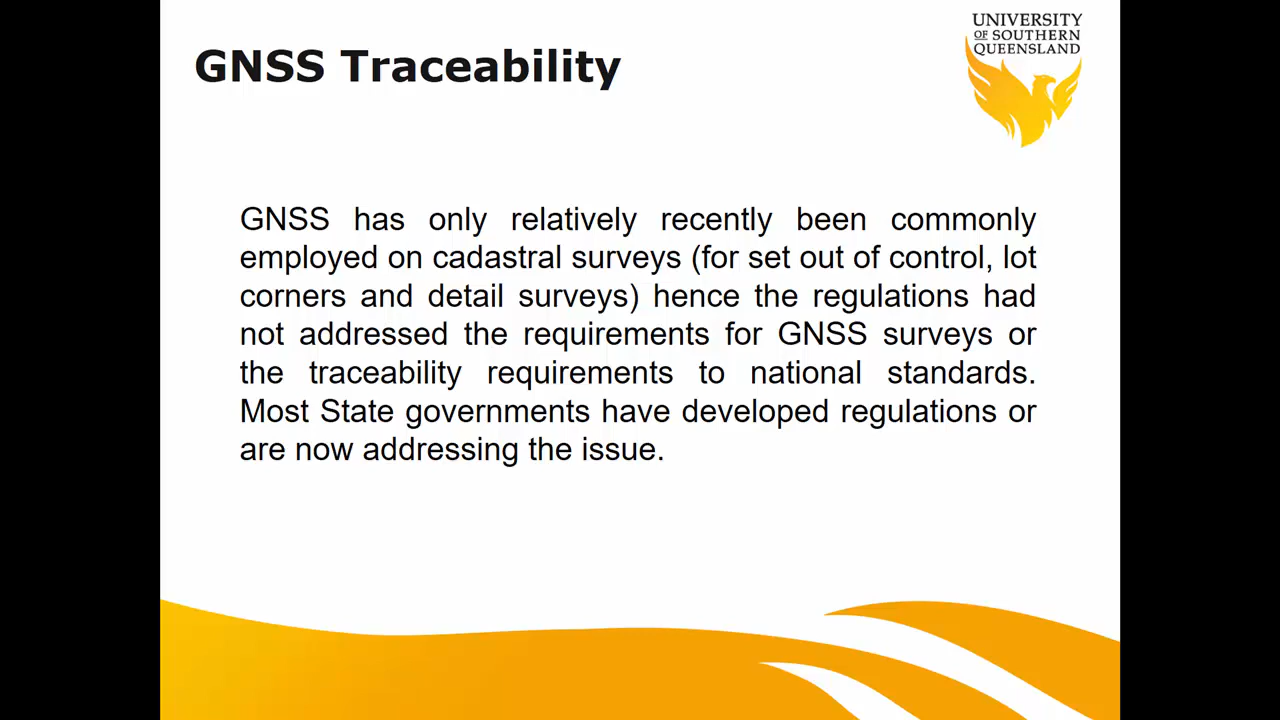 UNIVERSITY
OF SOUTHERN
QUEENSLAND
GNSS Traceability
GNSS has only relatively recently been commonly
employed on cadastral surveys (for set out of control, lot
corners and detail surveys) hence the regulations had
not addressed the requirements for GNSS surveys or
the traceability requirements to national standards.
Most State governments have developed regulations or
are now addressing the issue.